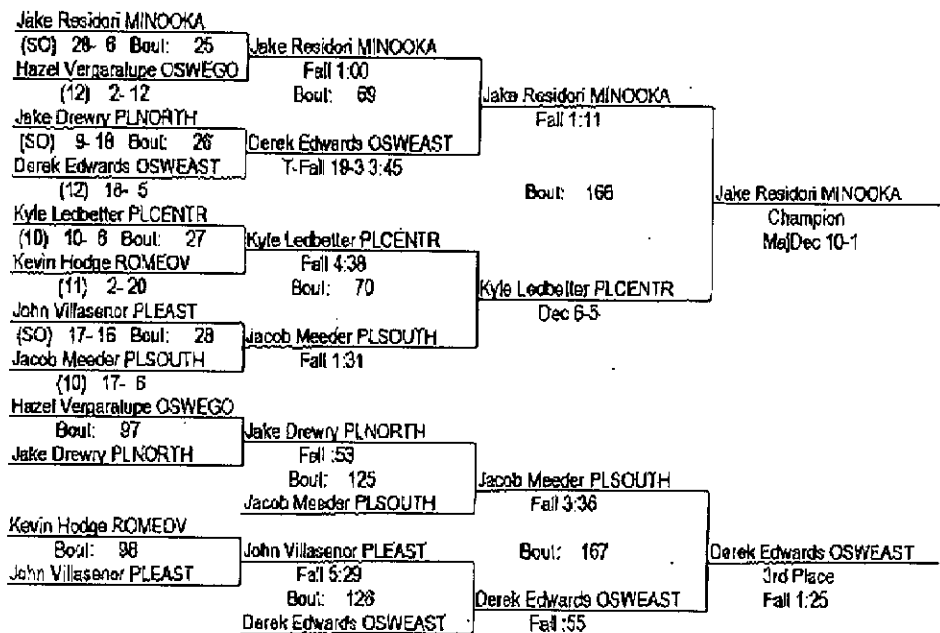 Jake Residori MINOOKA
(SO) 28- 6 Bout: 25
Hazel Vergaralupe OSWEGO
(12) 2- 12
Jake Drewry PLNORTH
(SO) 9- 18 Bout: 26
Derek Edwards OSWEAST
(12) 18- 5
Kyle Ledbetter PLCENTR
(10) 10- 6 Bout: 27
Kevin Hodge ROMEOV
(11) 2- 20
John Villasenor PLEAST
(SO) 17- 16 Bout: 28
Jacob Meeder PLSOUTH
(10) 17- 6
Jake Residori MINOOKA
Fall 1:00
Bout: 69
Derek Edwards OSWEAST
T-Fall 19-3 3:45
Kyle Ledbetter PLCENTR
Fall 4:38
Bout: 70
Jacob Meeder PLSOUTH
Fall 1:31
Jake Residori MINOOKA
Fall 1:11
Bout: 166
Kyle Ledbetter PLCENTR
Dec 6-5
Jake Residori MINOOKA
Champion
MajDec 10-1
Hazel Vergaralupe OSWEGO
Bout: 97
Jake Drewry PLNORTH
Kevin Hodge ROMEOV
Bout: 98
John Villasenor PLEAST
Jake Drewry PLNORTH
Fall :53
Bout: 125
Jacob Meeder PLSOUTH
John Villasenor PLEAST
Fall 5:29
Bout: 126
Derek Edwards OSWEAST
Jacob Meeder PLSOUTH
Fall 3:36
Bout: 167
Derek Edwards OSWEAST
Fall :55
Derek Edwards OSWEAST
3rd Place
Fall 1:25